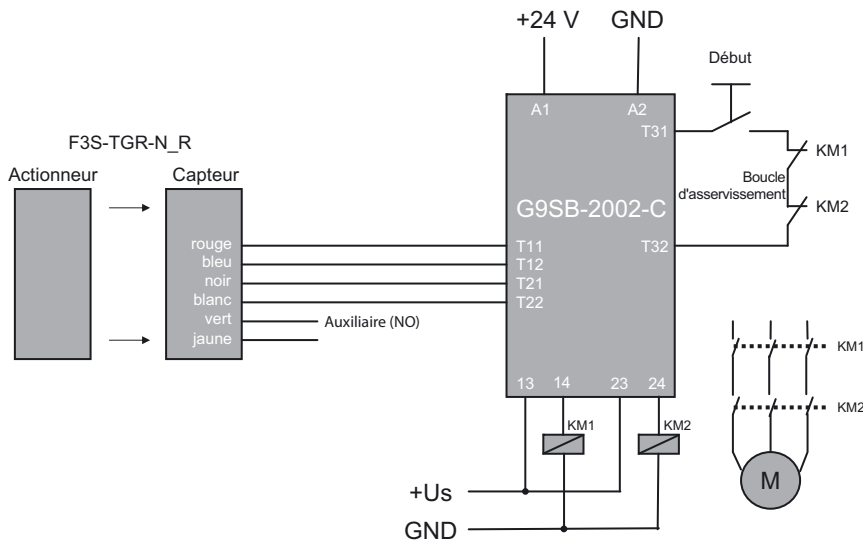 +24 V GND
Début
A1 A2
T31
F3S-TGR-N_R
Actionneur Capteur
KM1
Boucle
d'asservissement
G9SB-2002-C
KM2
rouge T11 T32
bleu T12
noir T21
blanc T22
vert Auxiliaire (NO)
jaune
KM1
13 14 23 24
KM2
KM1 KM2
M
+Us
GND